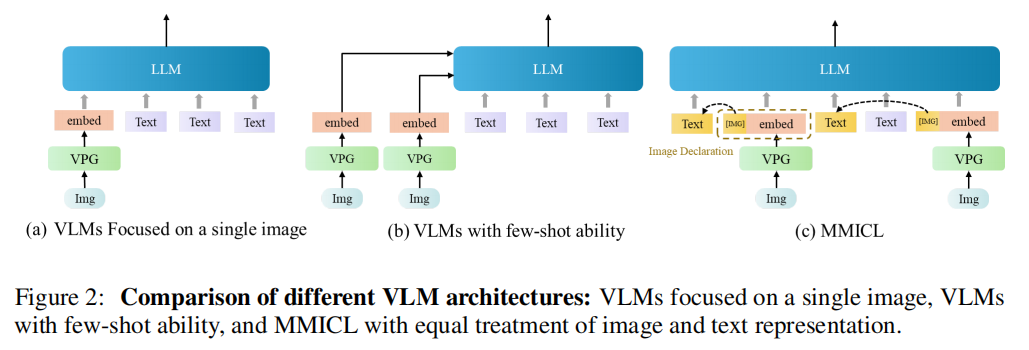 LLM
embed
Text
Text
Text
VPG
Img
(a) VLMs Focused on a single image
LLM
embed
embed
Text
Text
Text
VPG
VPG
Img
Img
(b) VLMs with few-shot ability
LLM
Text
[IMG]
embed
Text
Text
[IMG]
embed
Image Declaration
VPG
VPG
Img
Img
(c) MMICL
Figure 2: Comparison of different VLM architectures: VLMs focused on a single image, VLMs
with few-shot ability, and MMICL with equal treatment of image and text representation.